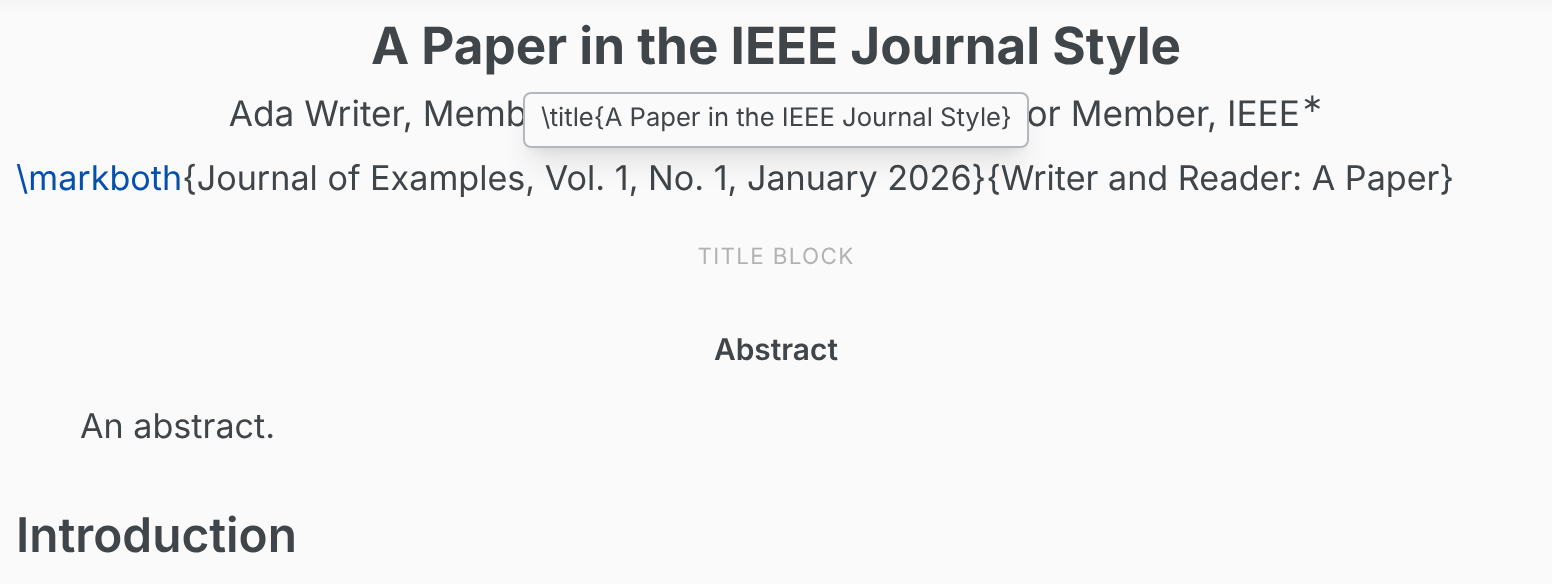 A Paper in the IEEE Journal Style
Ada Writer, Memb
\title{A Paper in the IEEE Journal Style}
or Member, IEEE*
\markboth{Journal of Examples, Vol. 1, No. 1, January 2026}{Writer and Reader: A Paper}
TITLE BLOCK
Abstract
An abstract.
Introduction